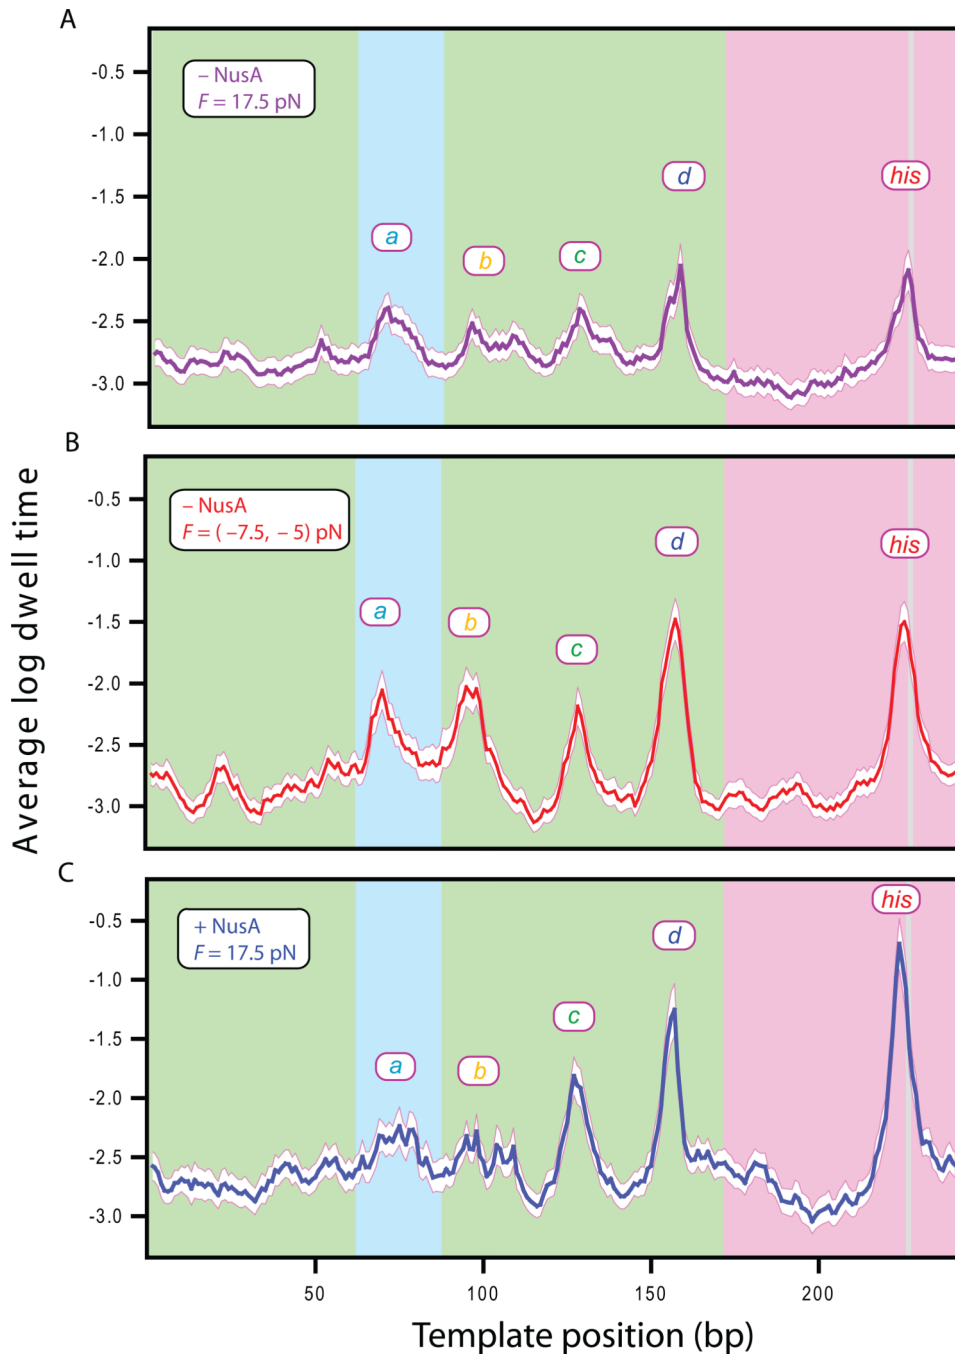 A
– NusA
F = 17.5 pN
-0.5
-1.0
-1.5
-2.0
-2.5
-3.0
a
b
c
d
his
B
– NusA
F = ( –7.5, – 5) pN
-0.5
-1.0
-1.5
-2.0
-2.5
-3.0
a
b
c
d
his
Average log dwell time
C
+ NusA
F = 17.5 pN
-0.5
-1.0
-1.5
-2.0
-2.5
-3.0
a
b
c
d
his
50
100
150
200
Template position (bp)